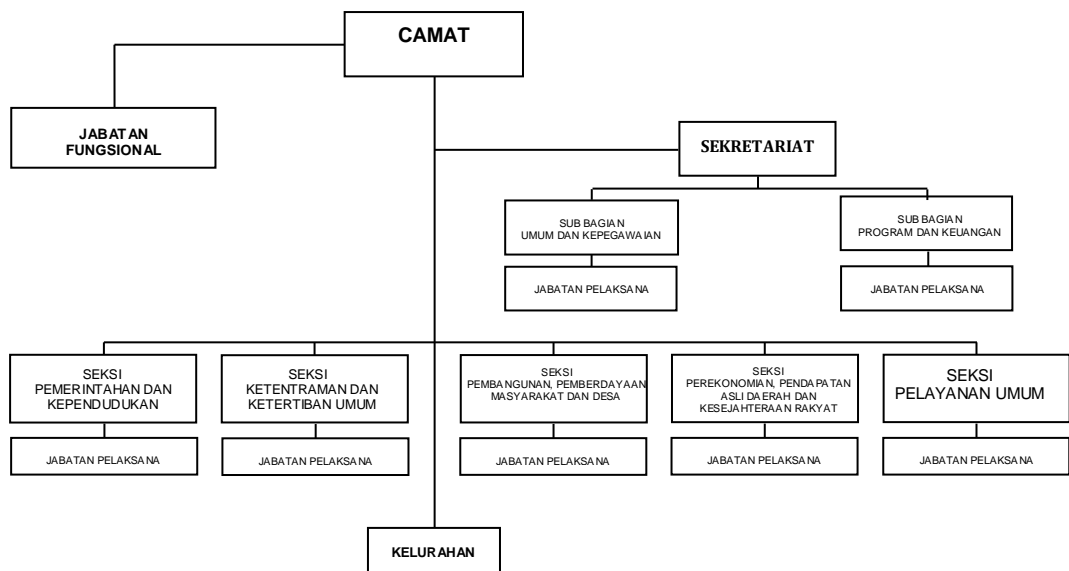 CAMAT
JABATAN
FUNGSIONAL
SEKRETARIAT
SUB BAGIAN
UMUM DAN KEPEGAWAIAN
SUB BAGIAN
PROGRAM DAN KEUANGAN
JABATAN PELAKSANA
JABATAN PELAKSANA
SEKSI
PEMERINTAHAN DAN
KEPENDUDUKAN
SEKSI
KETENTRAMAN DAN
KETERTIBAN UMUM
SEKSI
PEMBANGUNAN, PEMBERDAYAAN
MASYARAKAT DAN DESA
SEKSI
PEREKONOMIAN, PENDAPATAN
ASLI DAERAH DAN
KESEJAHTERAAN RAKYAT
SEKSI
PELAYANAN UMUM
JABATAN PELAKSANA
JABATAN PELAKSANA
JABATAN PELAKSANA
JABATAN PELAKSANA
JABATAN PELAKSANA
KELURAHAN